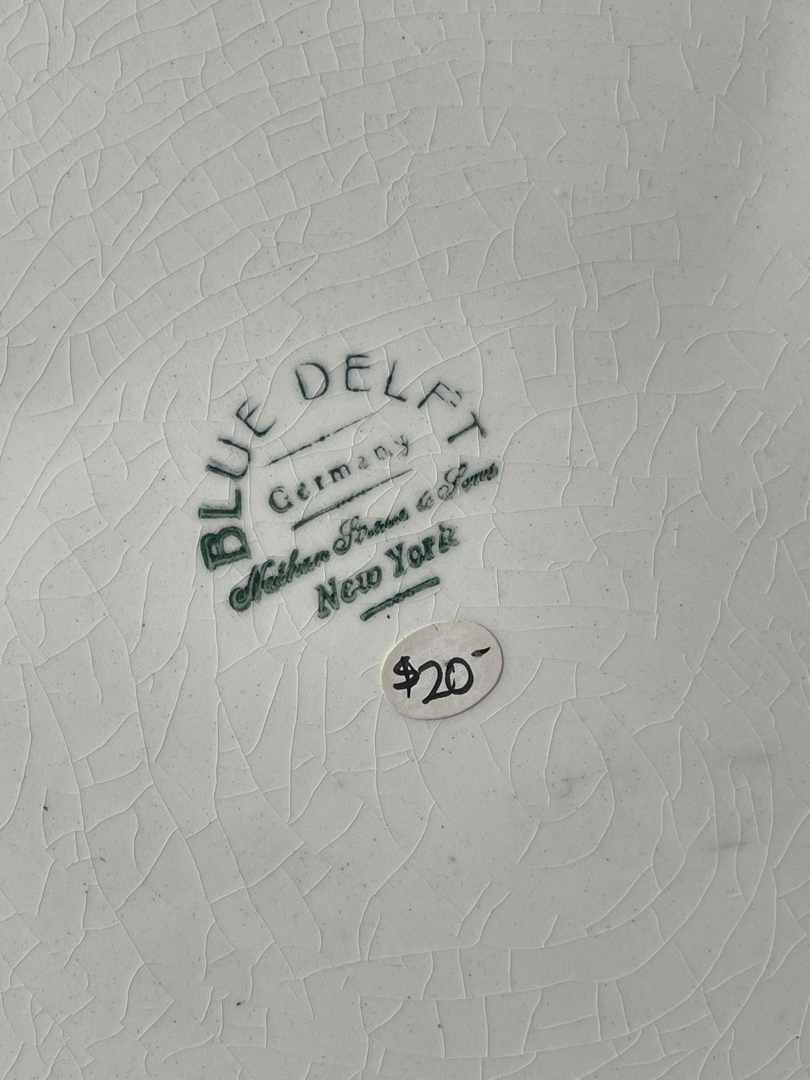 BLUE DELFT
Germany
Nathan Straus & Sons
New York
$20-